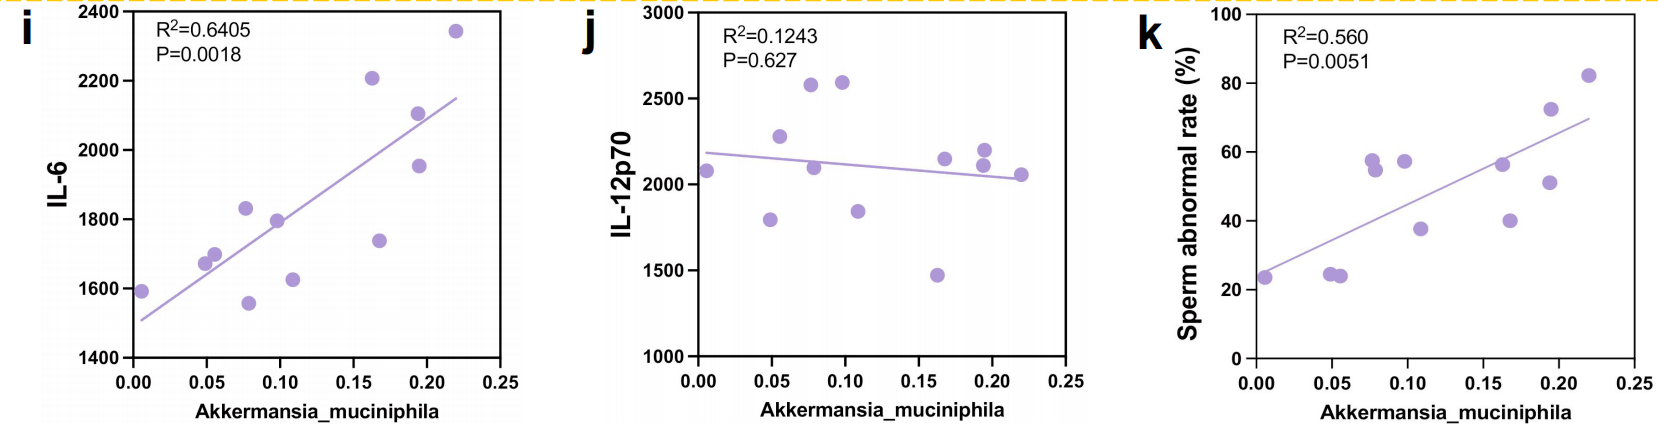 i
R²=0.6405
P=0.0018
IL-6
2400
2200
2000
1800
1600
1400
0.00 0.05 0.10 0.15 0.20 0.25
Akkermansia_muciniphila
j
R²=0.1243
P=0.627
IL-12p70
3000
2500
2000
1500
1000
0.00 0.05 0.10 0.15 0.20 0.25
Akkermansia_muciniphila
k
R²=0.560
P=0.0051
Sperm abnormal rate (%)
100
80
60
40
20
0
0.00 0.05 0.10 0.15 0.20 0.25
Akkermansia_muciniphila